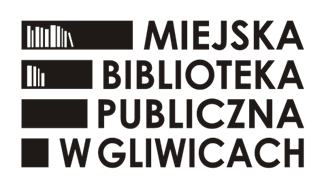 MIEJSKA
BIBLIOTEKA
PUBLICZNA
W GLIWICACH